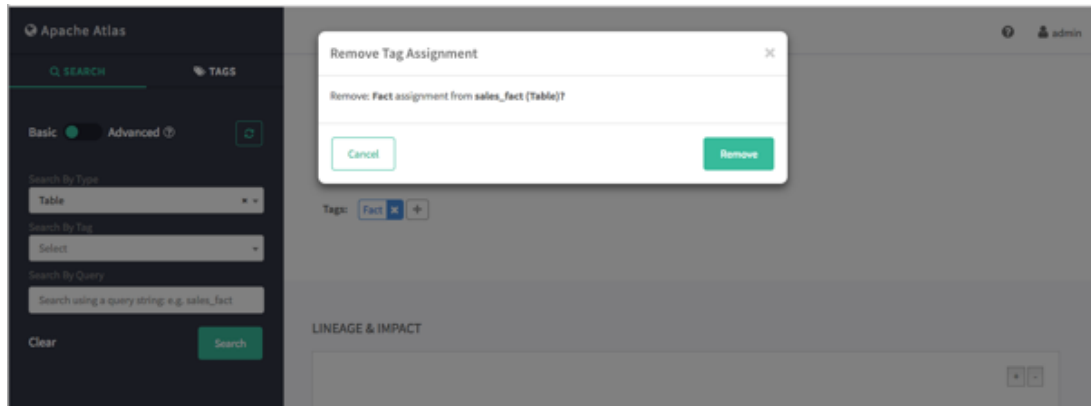 Apache Atlas
admin
SEARCH
TAGS
Remove Tag Assignment
Remove: Fact assignment from sales_fact (Table)?
Cancel
Remove
Basic
Advanced
Search By Type
Table
Search By Tag
Select
Search By Query
Search using a query string: e.g. sales_fact
Clear
Search
Tags: Fact
LINEAGE & IMPACT
+ -